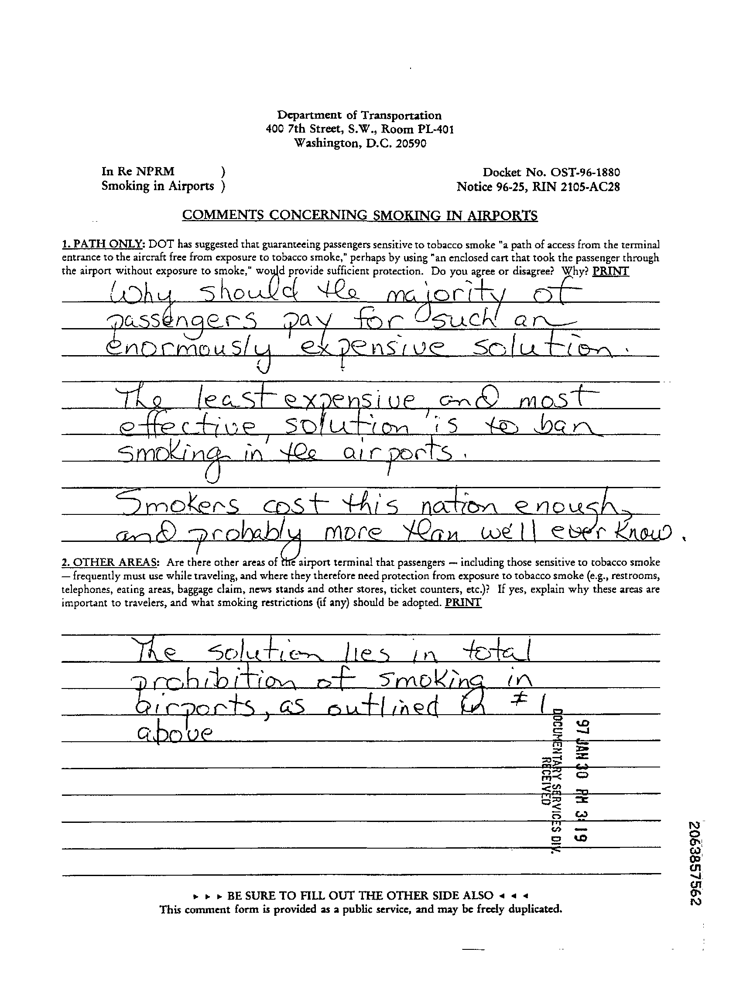 Department of Transportation
400 7th Street, S.W., Room PL-401
Washington, D.C. 20590
In Re NPRM )
Smoking in Airports )
Docket No. OST-96-1880
Notice 96-25, RIN 2105-AC28
COMMENTS CONCERNING SMOKING IN AIRPORTS
1. PATH ONLY: DOT has suggested that guaranteeing passengers sensitive to tobacco smoke "a path of access from the terminal
entrance to the aircraft free from exposure to tobacco smoke," perhaps by using "an enclosed cart that took the passenger through
the airport without exposure to smoke," would provide sufficient protection. Do you agree or disagree? Why? PRINT
Why should the majority of
passengers pay for such an
enormously expensive solution.
The least expensive, and most
effective, solution is to ban
smoking in the airports.
Smokers cost this nation enough,
and probably more than we'll ever know.
2. OTHER AREAS: Are there other areas of the airport terminal that passengers — including those sensitive to tobacco smoke
— frequently must use while traveling, and where they therefore need protection from exposure to tobacco smoke (e.g., restrooms,
telephones, eating areas, baggage claim, news stands and other stores, ticket counters, etc.)? If yes, explain why these areas are
important to travelers, and what smoking restrictions (if any) should be adopted. PRINT
The solution lies in total
prohibition of smoking in
airports, as outlined in # 1
above
97 JAN 30 PM 3:19
DOCUMENTARY SERVICES DIV.
RECEIVED
2063857562
▸ ▸ ▸ BE SURE TO FILL OUT THE OTHER SIDE ALSO ◂ ◂ ◂
This comment form is provided as a public service, and may be freely duplicated.